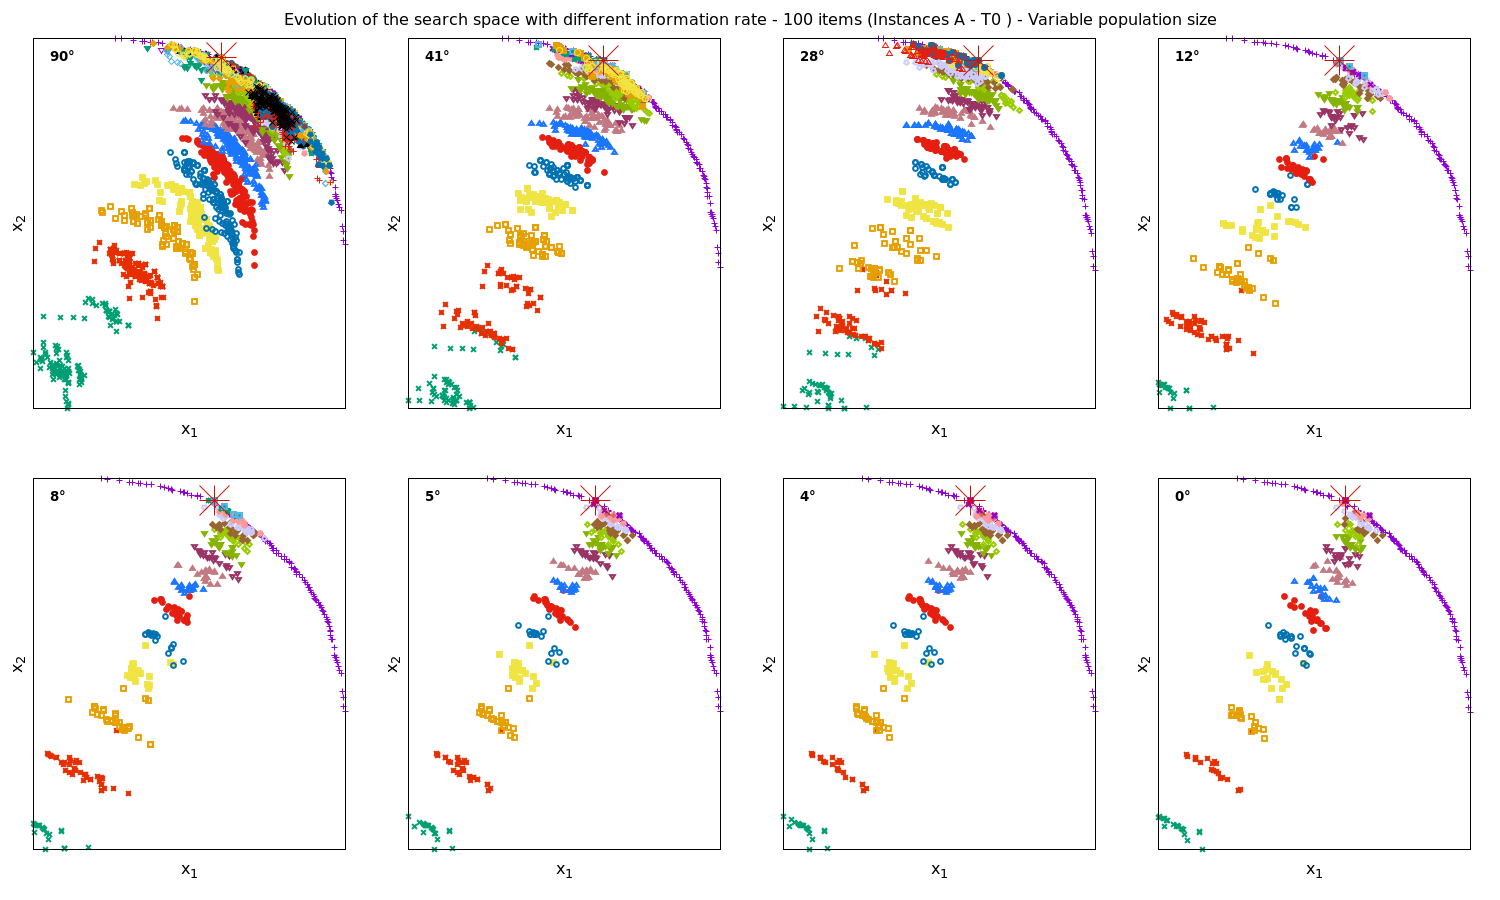 Evolution of the search space with different information rate - 100 items (Instances A - T0 ) - Variable population size
90°
41°
28°
12°
x2
x2
x2
x2
x1
x1
x1
x1
8°
5°
4°
0°
x2
x2
x2
x2
x1
x1
x1
x1